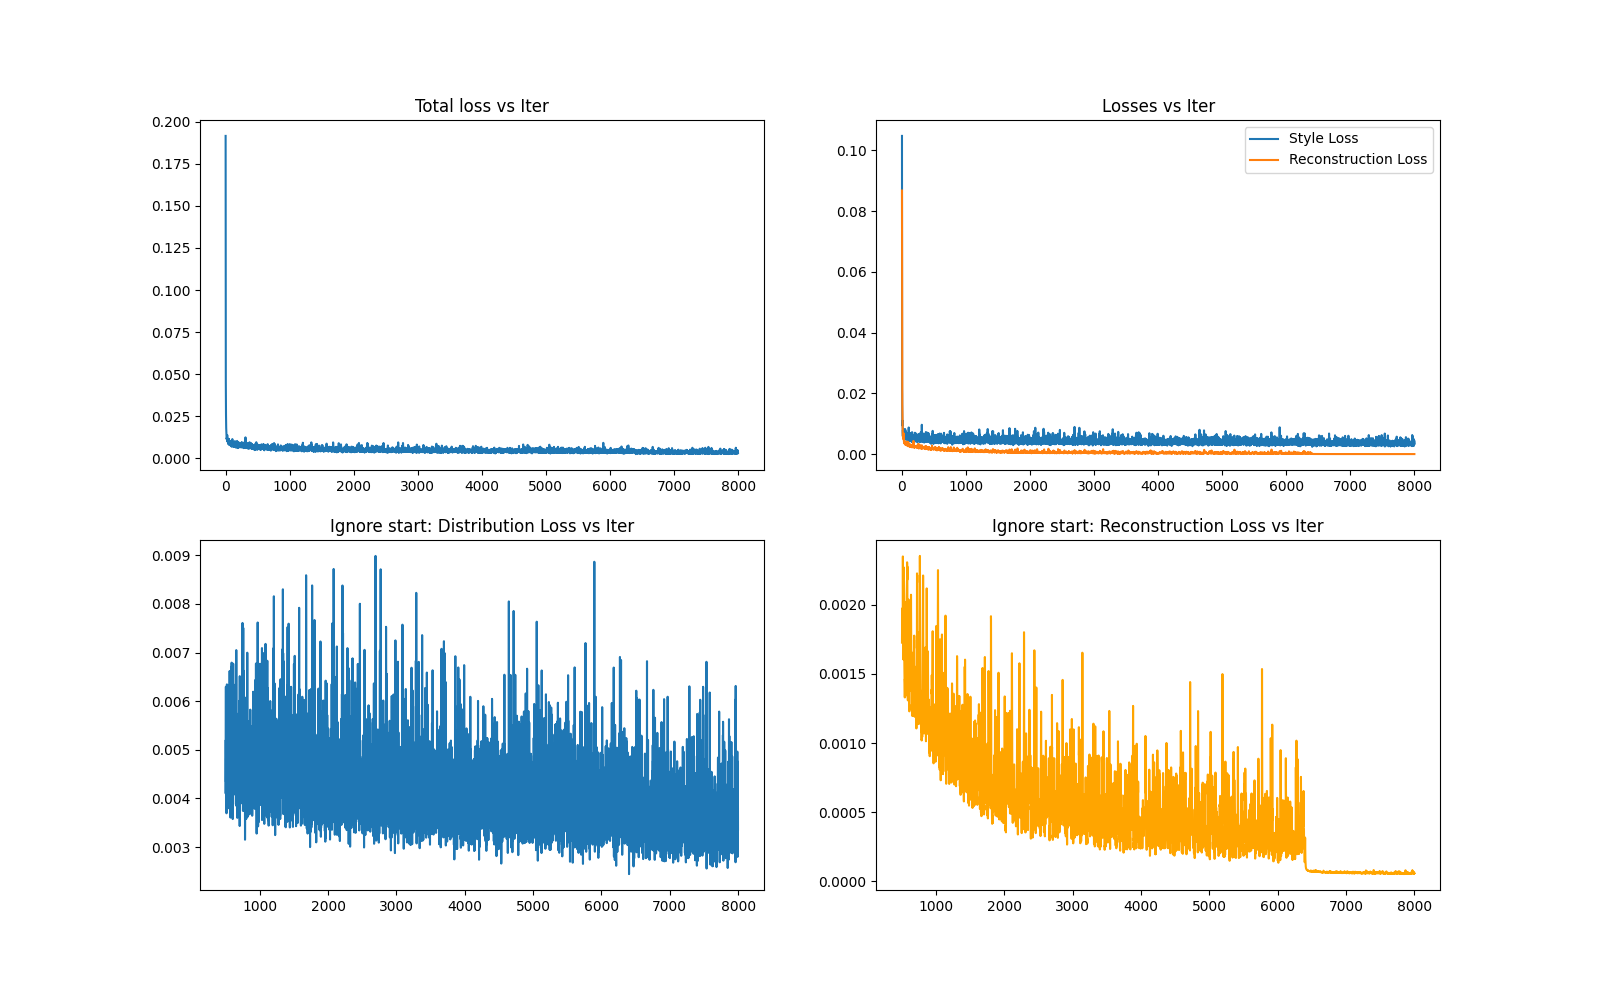 Total loss vs Iter
0.200
0.175
0.150
0.125
0.100
0.075
0.050
0.025
0.000
0 1000 2000 3000 4000 5000 6000 7000 8000
Losses vs Iter
Style Loss
Reconstruction Loss
0.10
0.08
0.06
0.04
0.02
0.00
0 1000 2000 3000 4000 5000 6000 7000 8000
Ignore start: Distribution Loss vs Iter
0.009
0.008
0.007
0.006
0.005
0.004
0.003
1000 2000 3000 4000 5000 6000 7000 8000
Ignore start: Reconstruction Loss vs Iter
0.0020
0.0015
0.0010
0.0005
0.0000
1000 2000 3000 4000 5000 6000 7000 8000